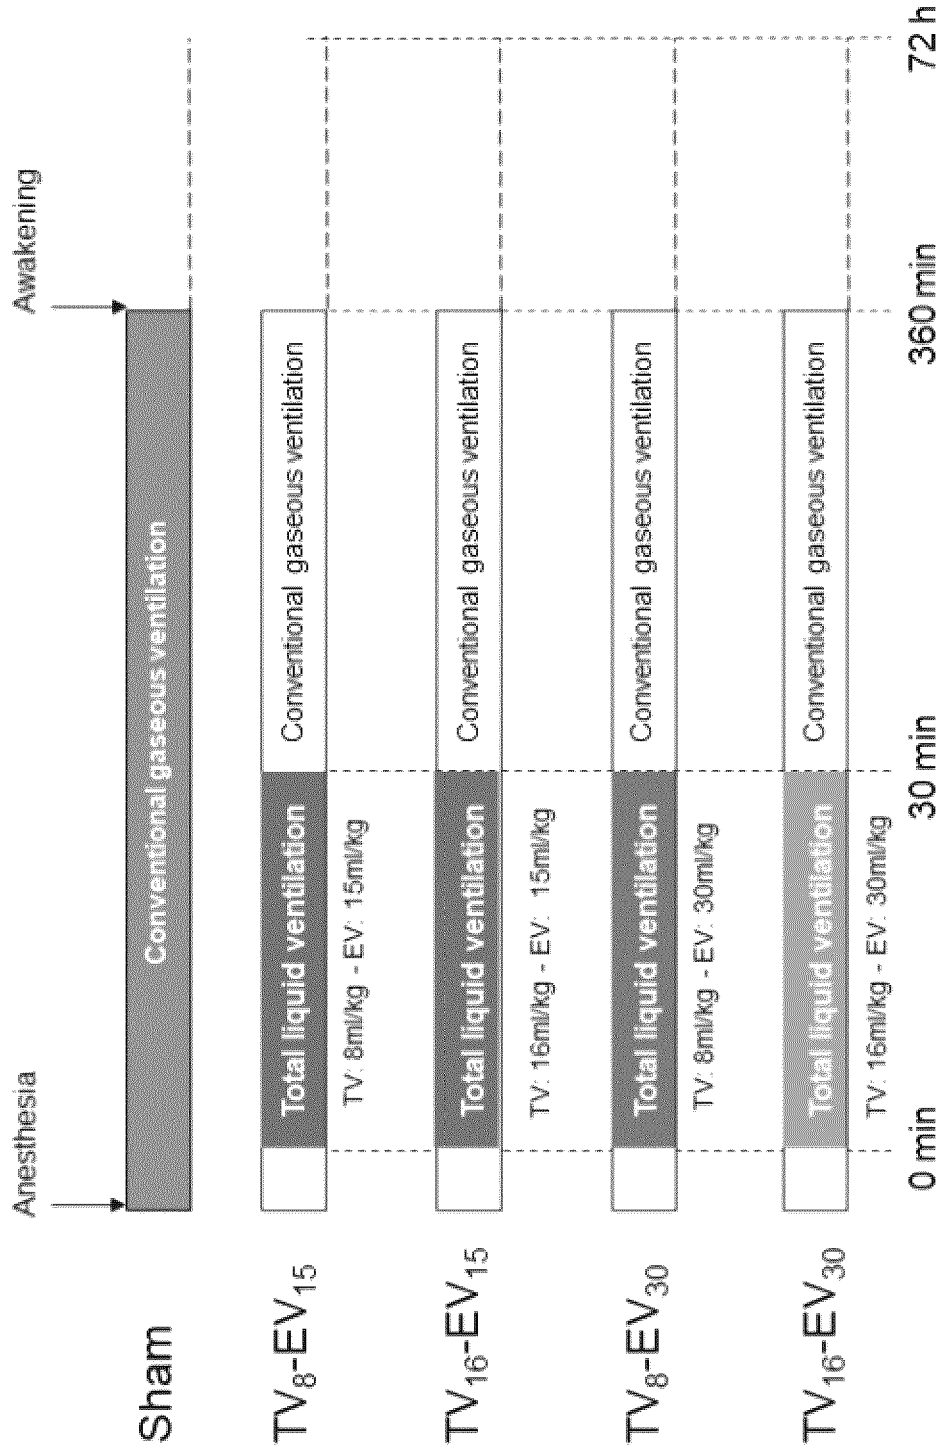 Anesthesia
Awakening
Sham
Conventional gaseous ventilation
TV8-EV15
Total liquid ventilation
Conventional gaseous ventilation
TV: 8ml/kg - EV: 15ml/kg
TV16-EV15
Total liquid ventilation
Conventional gaseous ventilation
TV: 16ml/kg - EV: 15ml/kg
TV8-EV30
Total liquid ventilation
Conventional gaseous ventilation
TV: 8ml/kg - EV: 30ml/kg
TV16-EV30
Total liquid ventilation
Conventional gaseous ventilation
TV: 16ml/kg - EV: 30ml/kg
0 min
30 min
360 min
72 h